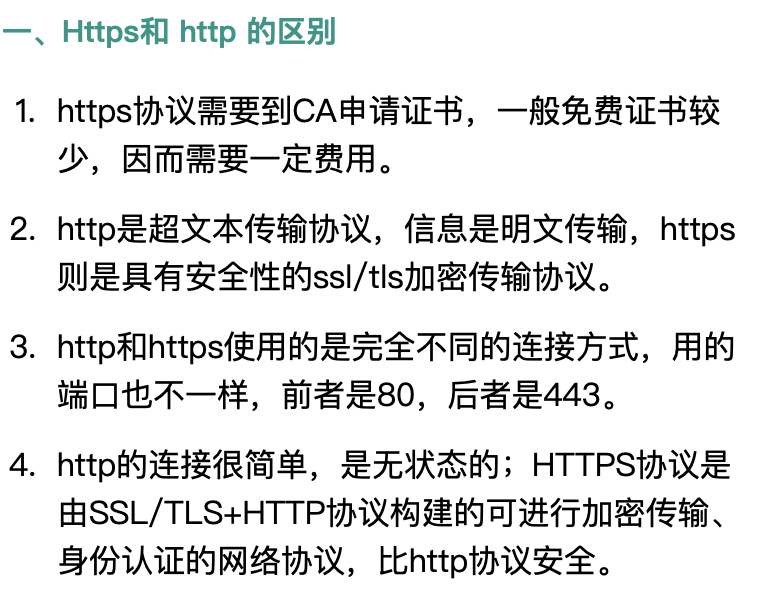 一、Https和 http 的区别
1. https协议需要到CA申请证书，一般免费证书较
少，因而需要一定费用。
2. http是超文本传输协议，信息是明文传输，https
则是具有安全性的ssl/tls加密传输协议。
3. http和https使用的是完全不同的连接方式，用的
端口也不一样，前者是80，后者是443。
4. http的连接很简单，是无状态的；HTTPS协议是
由SSL/TLS+HTTP协议构建的可进行加密传输、
身份认证的网络协议，比http协议安全。